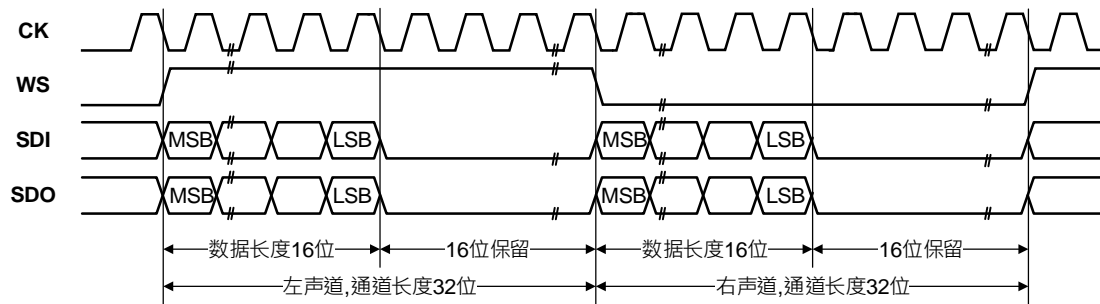 CK
WS
SDI
MSB
LSB
MSB
LSB
SDO
MSB
LSB
MSB
LSB
数据长度16位
16位保留
数据长度16位
16位保留
左声道,通道长度32位
右声道,通道长度32位